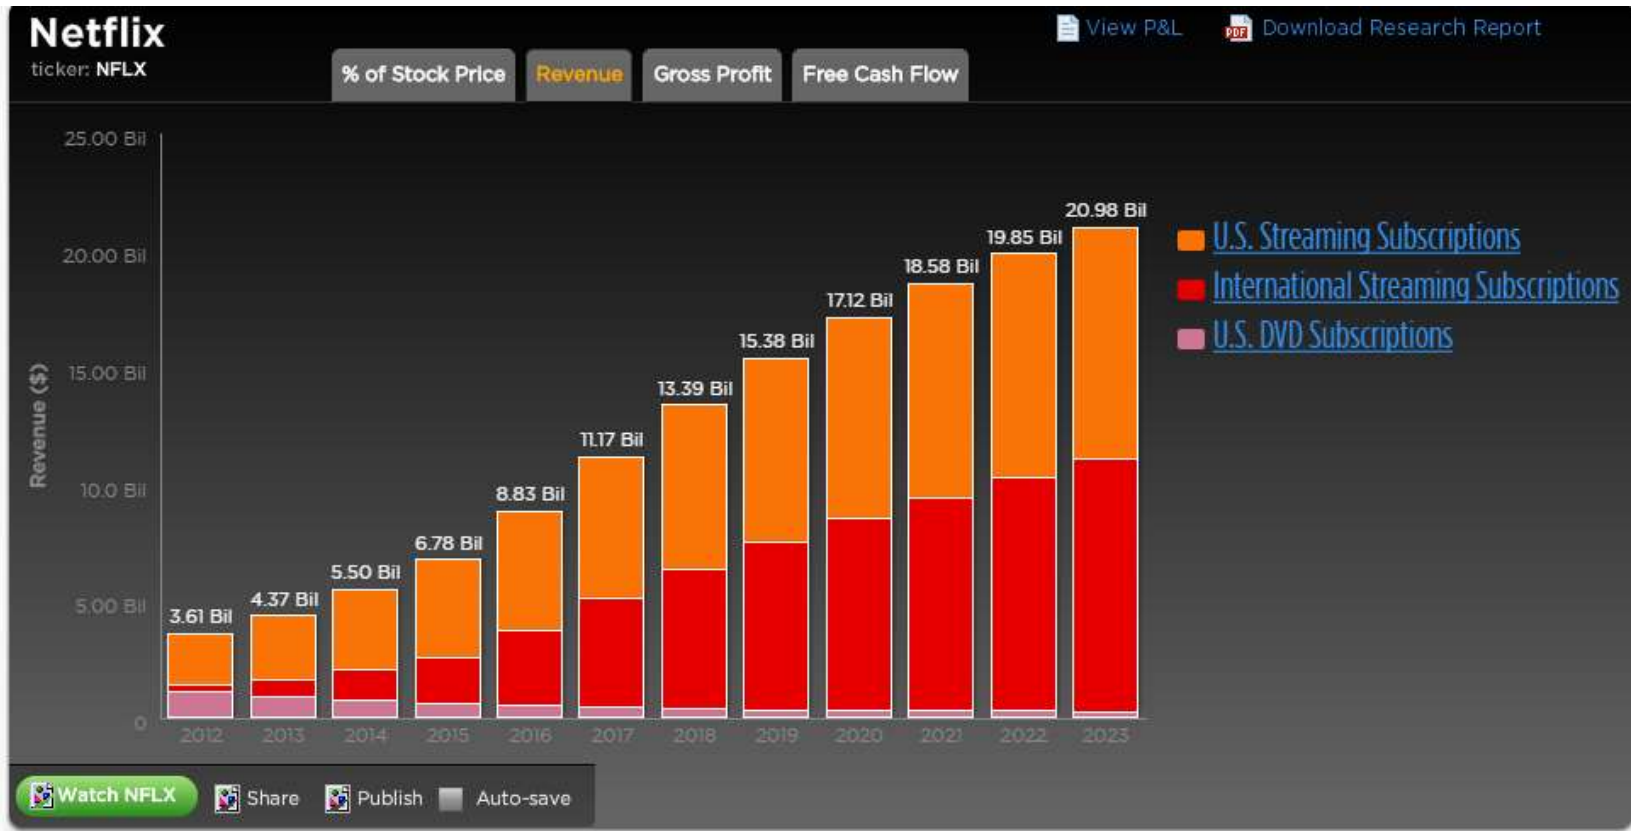 Netflix
ticker: NFLX
View P&L
Download Research Report
% of Stock Price
Revenue
Gross Profit
Free Cash Flow
Revenue ($)
25.00 Bil
20.00 Bil
15.00 Bil
10.0 Bil
5.00 Bil
0
3.61 Bil
4.37 Bil
5.50 Bil
6.78 Bil
8.83 Bil
11.17 Bil
13.39 Bil
15.38 Bil
17.12 Bil
18.58 Bil
19.85 Bil
20.98 Bil
2012
2013
2014
2015
2016
2017
2018
2019
2020
2021
2022
2023
U.S. Streaming Subscriptions
International Streaming Subscriptions
U.S. DVD Subscriptions
Watch NFLX
Share
Publish
Auto-save